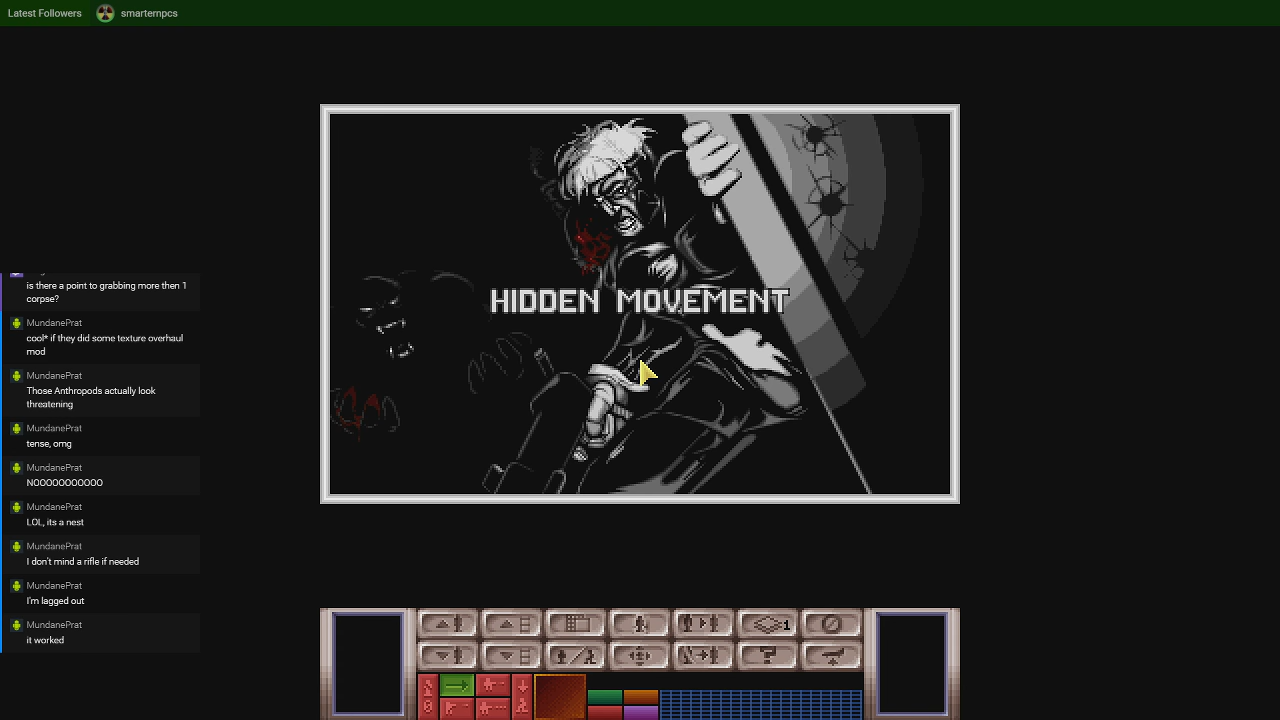 Latest Followers smarternpcs
is there a point to grabbing more then 1
corpse?
MundanePrat
cool* if they did some texture overhaul
mod
MundanePrat
Those Anthropods actually look
threatening
MundanePrat
tense, omg
MundanePrat
NOOOOOOOOOOO
MundanePrat
LOL, its a nest
MundanePrat
I don't mind a rifle if needed
MundanePrat
I'm lagged out
MundanePrat
it worked
HIDDEN MOVEMENT
1
?